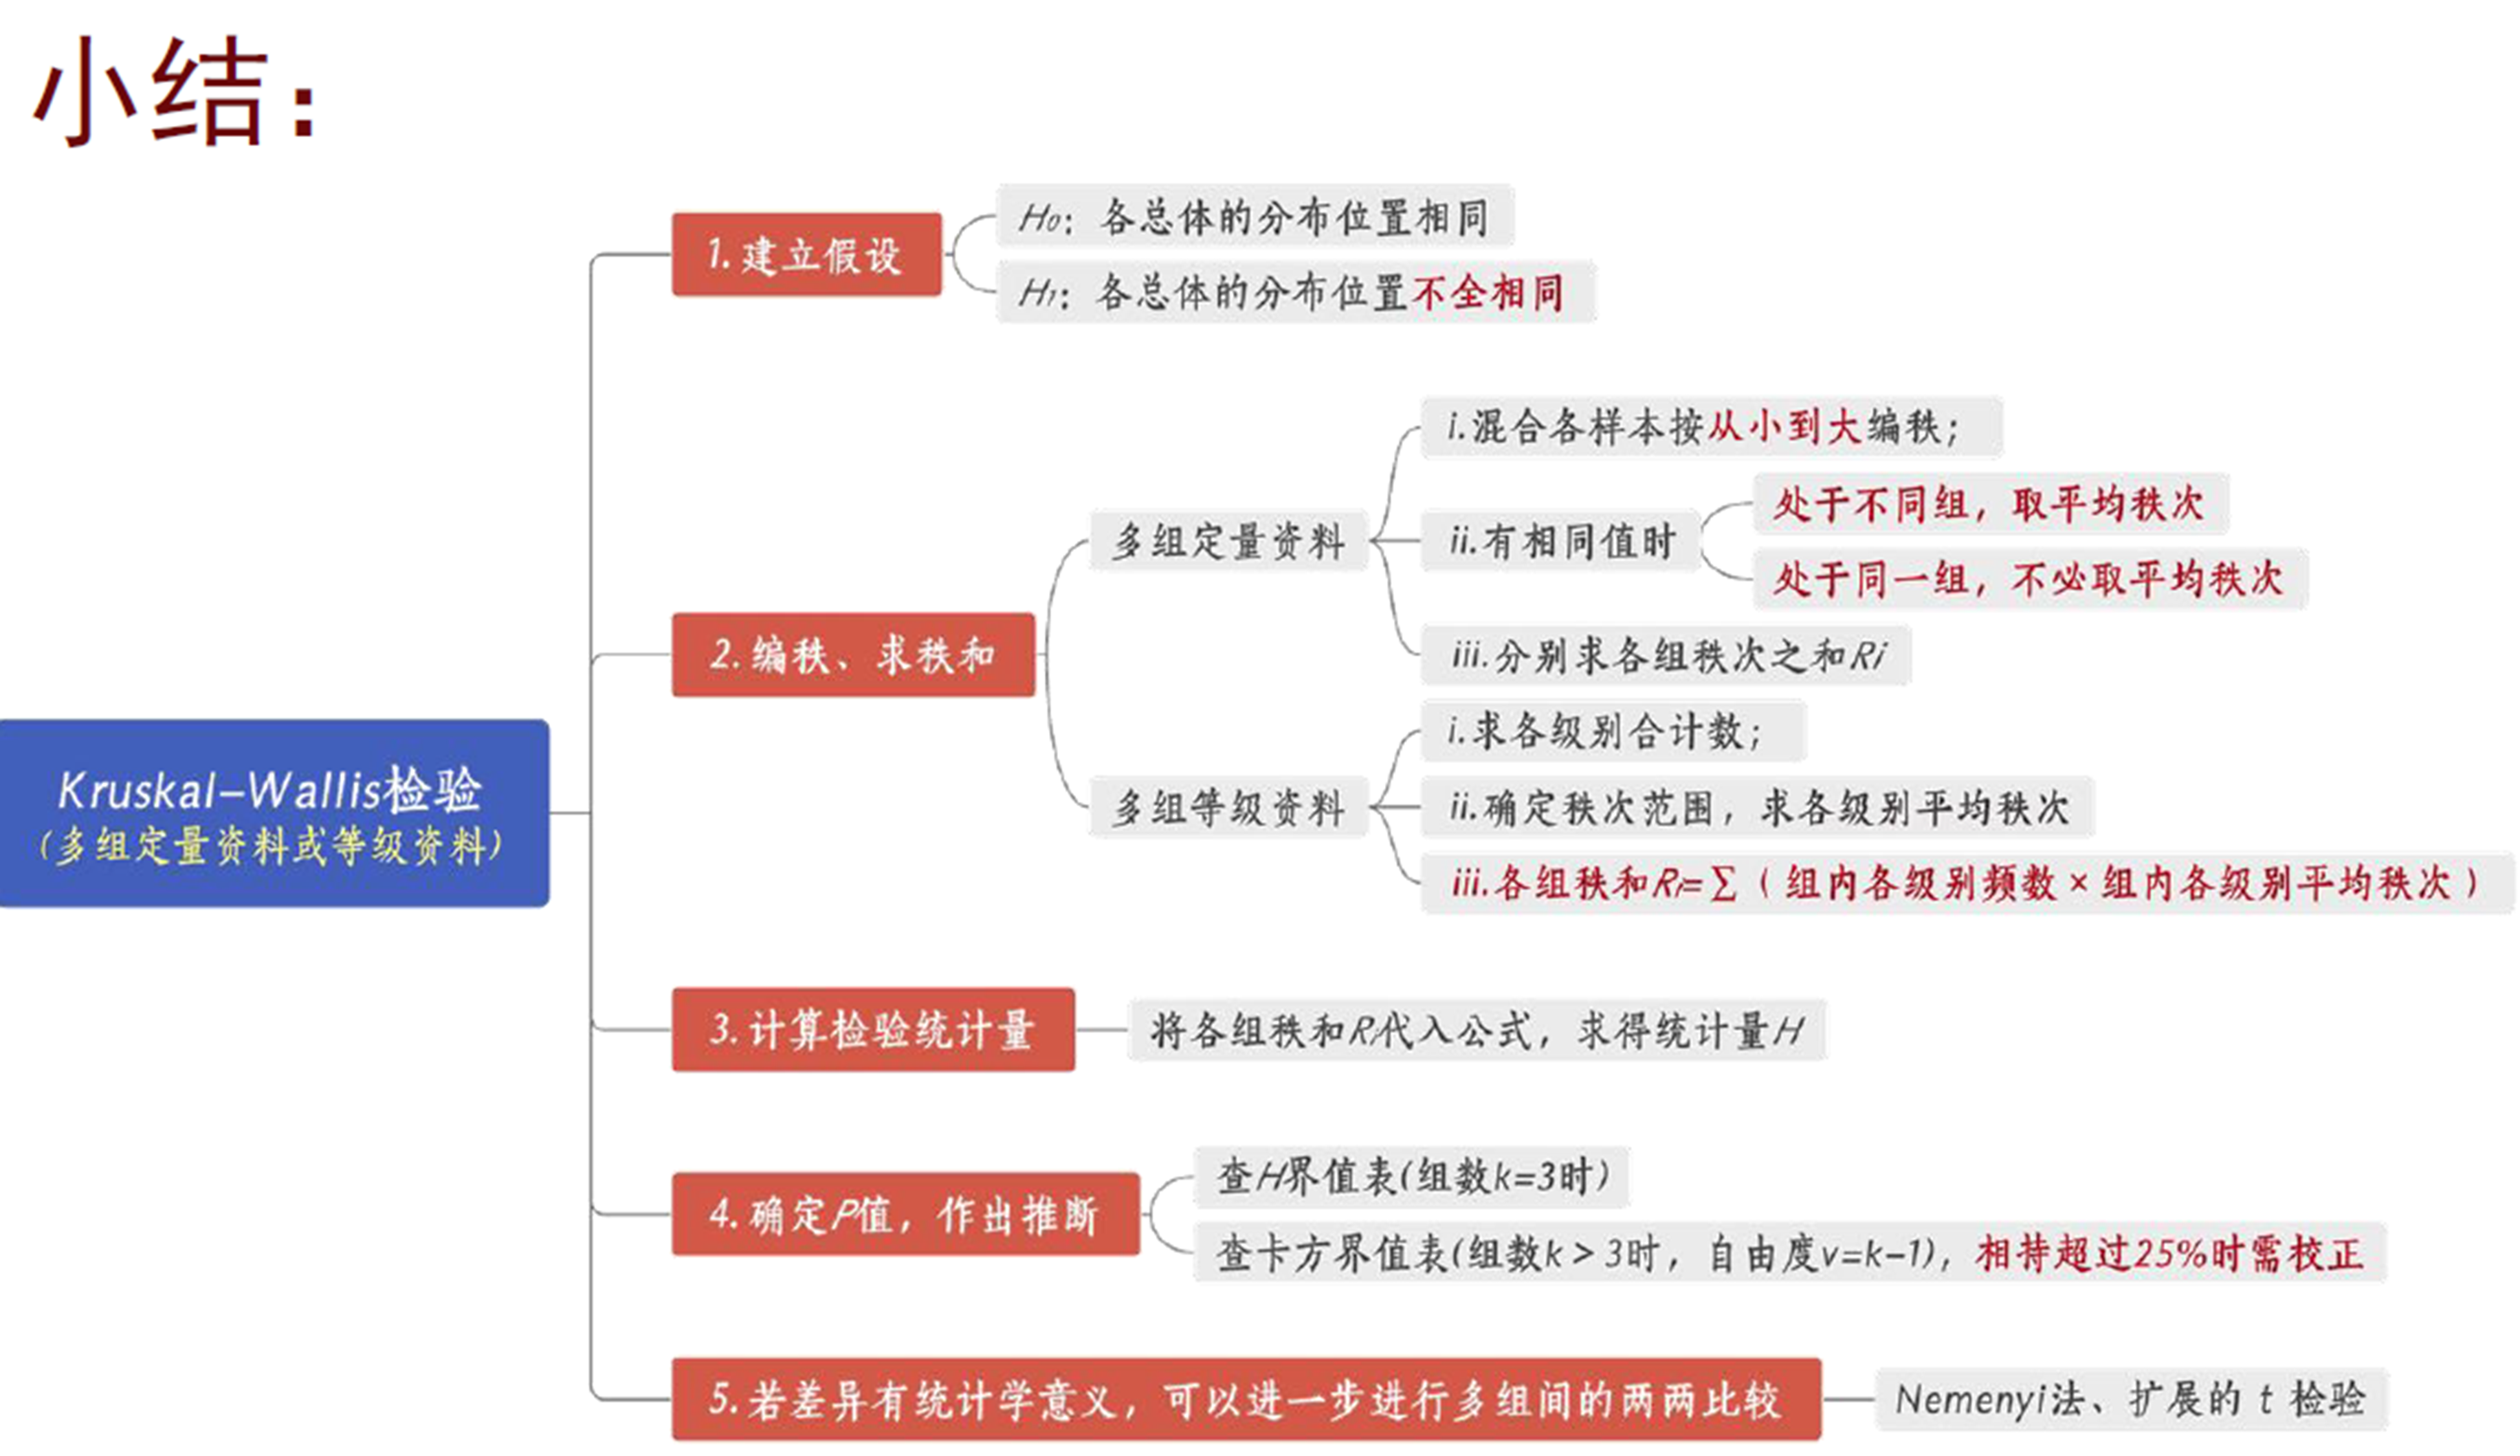 小结：
1.建立假设
H₀：各总体的分布位置相同
H₁：各总体的分布位置不全相同
i.混合各样本按从小到大编秩；
多组定量资料
ii.有相同值时
处于不同组，取平均秩次
处于同一组，不必取平均秩次
iii.分别求各组秩次之和Ri
2.编秩、求秩和
多组等级资料
i.求各级别合计数；
ii.确定秩次范围，求各级别平均秩次
iii.各组秩和Rᵢ=∑（组内各级别频数×组内各级别平均秩次）
Kruskal-Wallis检验
(多组定量资料或等级资料)
3.计算检验统计量
将各组秩和Rᵢ代入公式，求得统计量H
4.确定P值，作出推断
查H界值表(组数k=3时)
查卡方界值表(组数k>3时，自由度v=k-1)，相持超过25%时需校正
5.若差异有统计学意义，可以进一步进行多组间的两两比较
Nemenyi法、扩展的 t 检验